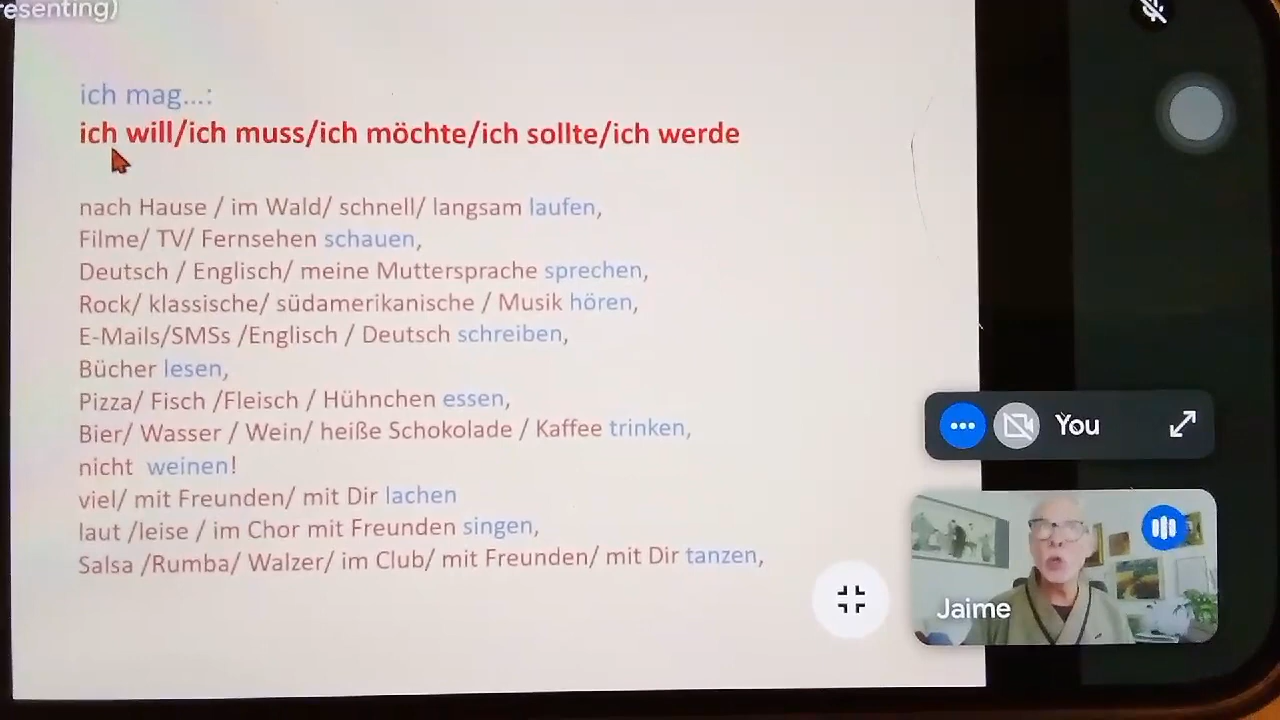 resenting)
ich mag...:
ich will/ich muss/ich möchte/ich sollte/ich werde
nach Hause / im Wald/ schnell/ langsam laufen,
Filme/ TV/ Fernsehen schauen,
Deutsch / Englisch/ meine Muttersprache sprechen,
Rock/ klassische/ südamerikanische / Musik hören,
E-Mails/SMSs /Englisch / Deutsch schreiben,
Bücher lesen,
Pizza/ Fisch /Fleisch / Hühnchen essen,
Bier/ Wasser / Wein/ heiße Schokolade / Kaffee trinken,
nicht weinen!
viel/ mit Freunden/ mit Dir lachen
laut /leise / im Chor mit Freunden singen,
Salsa /Rumba/ Walzer/ im Club/ mit Freunden/ mit Dir tanzen,
You
Jaime